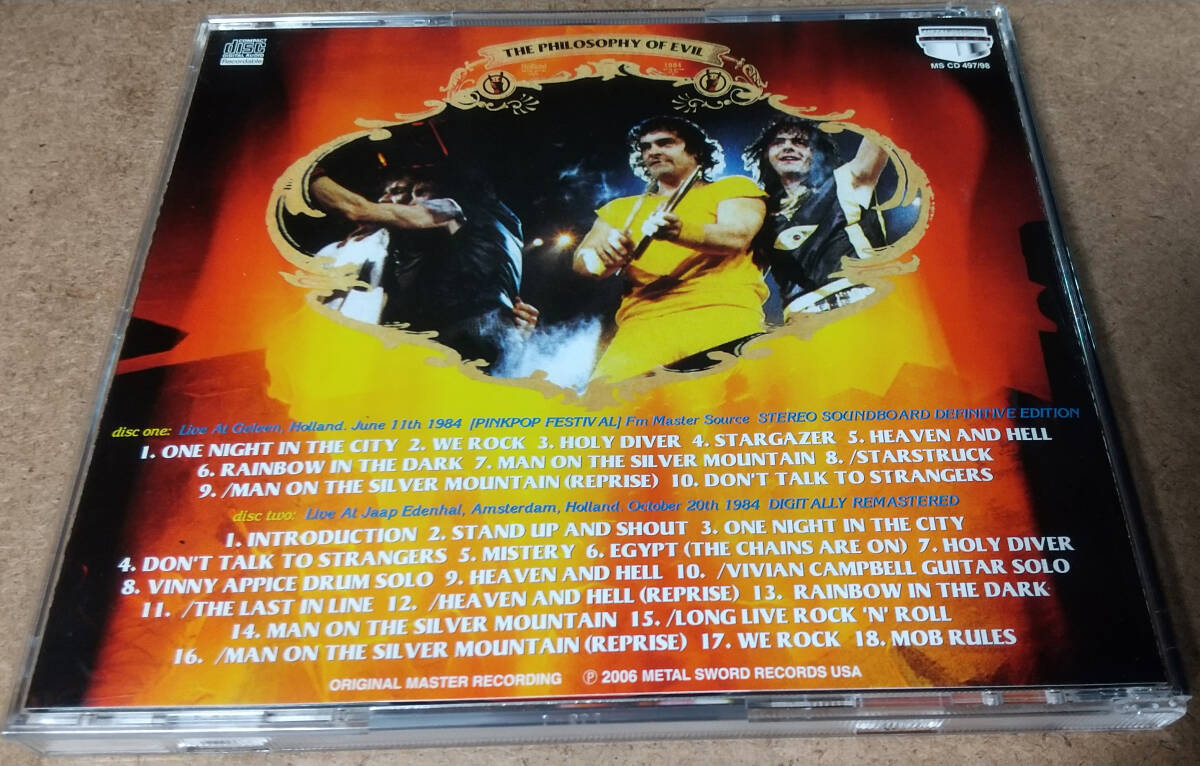 THE PHILOSOPHY OF EVIL
Holland
1984
COMPACT
disc
DIGITAL AUDIO
Recordable
MS CD 497/98
disc one: Live At Geleen, Holland. June 11th 1984 [PINKPOP FESTIVAL] Fm Master Source STEREO SOUNDBOARD DEFINITIVE EDITION
1. ONE NIGHT IN THE CITY 2. WE ROCK 3. HOLY DIVER 4. STARGAZER 5. HEAVEN AND HELL
6. RAINBOW IN THE DARK 7. MAN ON THE SILVER MOUNTAIN 8. /STARSTRUCK
9. /MAN ON THE SILVER MOUNTAIN (REPRISE) 10. DON'T TALK TO STRANGERS
disc two: Live At Jaap Edenhal, Amsterdam, Holland, October 20th 1984 DIGITALLY REMASTERED
1. INTRODUCTION 2. STAND UP AND SHOUT 3. ONE NIGHT IN THE CITY
4. DON'T TALK TO STRANGERS 5. MISTERY 6. EGYPT (THE CHAINS ARE ON) 7. HOLY DIVER
8. VINNY APPICE DRUM SOLO 9. HEAVEN AND HELL 10. /VIVIAN CAMPBELL GUITAR SOLO
11. /THE LAST IN LINE 12. /HEAVEN AND HELL (REPRISE) 13. RAINBOW IN THE DARK
14. MAN ON THE SILVER MOUNTAIN 15. /LONG LIVE ROCK 'N' ROLL
16. /MAN ON THE SILVER MOUNTAIN (REPRISE) 17. WE ROCK 18. MOB RULES
ORIGINAL MASTER RECORDING ℗ 2006 METAL SWORD RECORDS USA